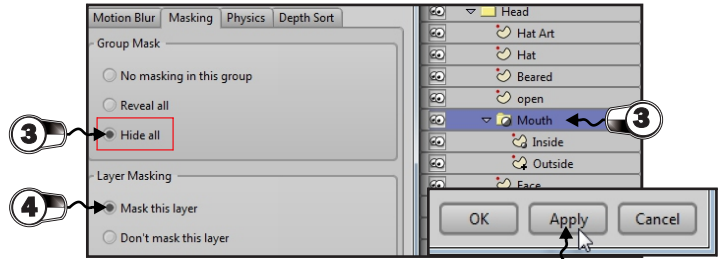 Motion Blur Masking Physics Depth Sort
Group Mask
No masking in this group
Reveal all
Hide all
3
Layer Masking
4
Mask this layer
Don't mask this layer
Head
Hat Art
Hat
Beared
open
Mouth
3
Inside
Outside
Face
OK Apply Cancel